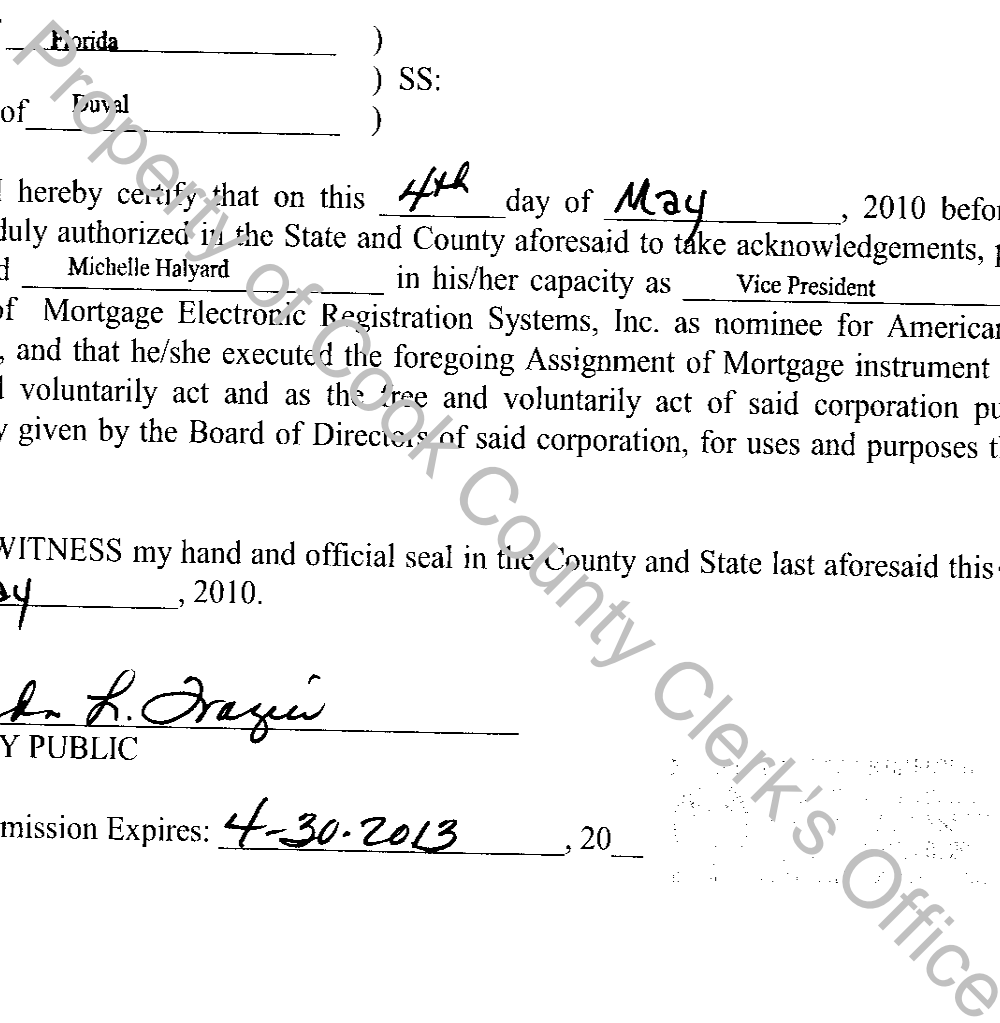 Florida )
) SS:
of Duval )
hereby certify that on this 4th day of May, 2010 befor
duly authorized in the State and County aforesaid to take acknowledgements, p
d Michelle Halyard in his/her capacity as Vice President
of Mortgage Electronic Registration Systems, Inc. as nominee for American
, and that he/she executed the foregoing Assignment of Mortgage instrument
d voluntarily act and as the free and voluntarily act of said corporation pu
y given by the Board of Directors of said corporation, for uses and purposes th
WITNESS my hand and official seal in the County and State last aforesaid this
ay, 2010.
L. Frazier
Y PUBLIC
mission Expires: 4-30-2013, 20__
Property of Cook County Clerk's Office